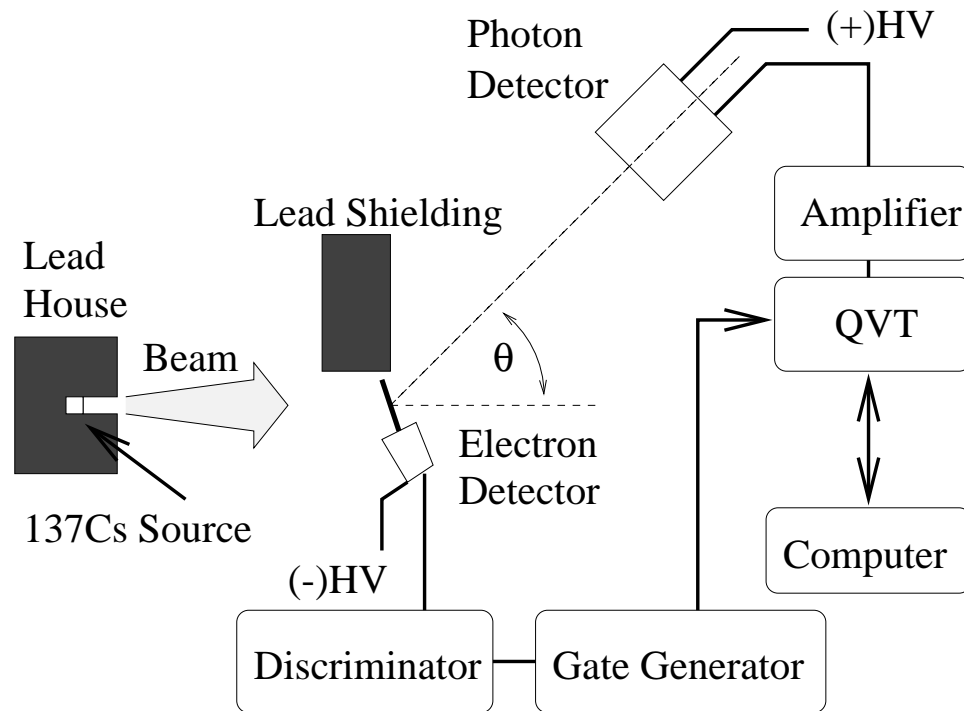 Photon
Detector
(+)HV
Lead Shielding
Amplifier
Lead
House
Beam
QVT
θ
Electron
Detector
137Cs Source
Computer
(-)HV
Discriminator
Gate Generator